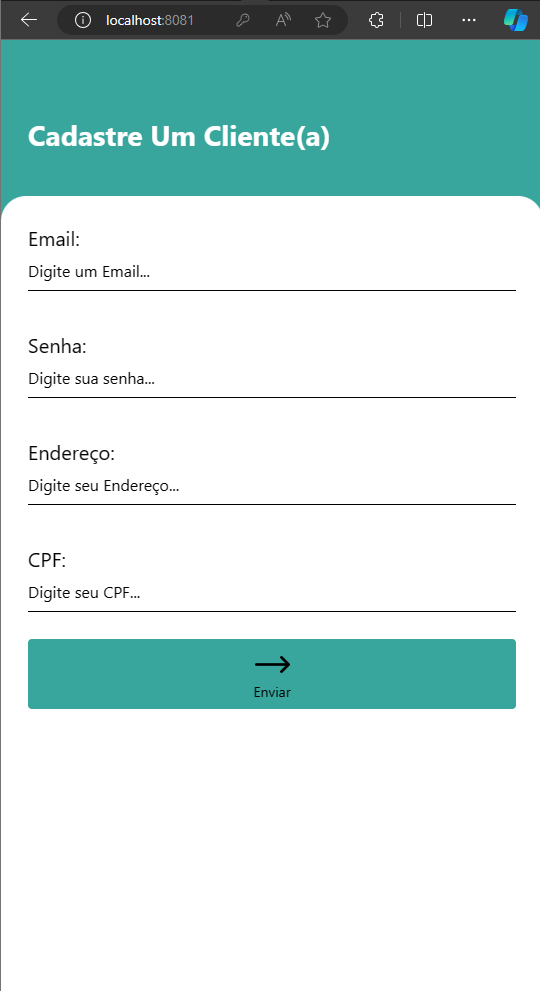 localhost:8081
Cadastre Um Cliente(a)
Email:
Digite um Email...
Senha:
Digite sua senha...
Endereço:
Digite seu Endereço...
CPF:
Digite seu CPF...
Enviar